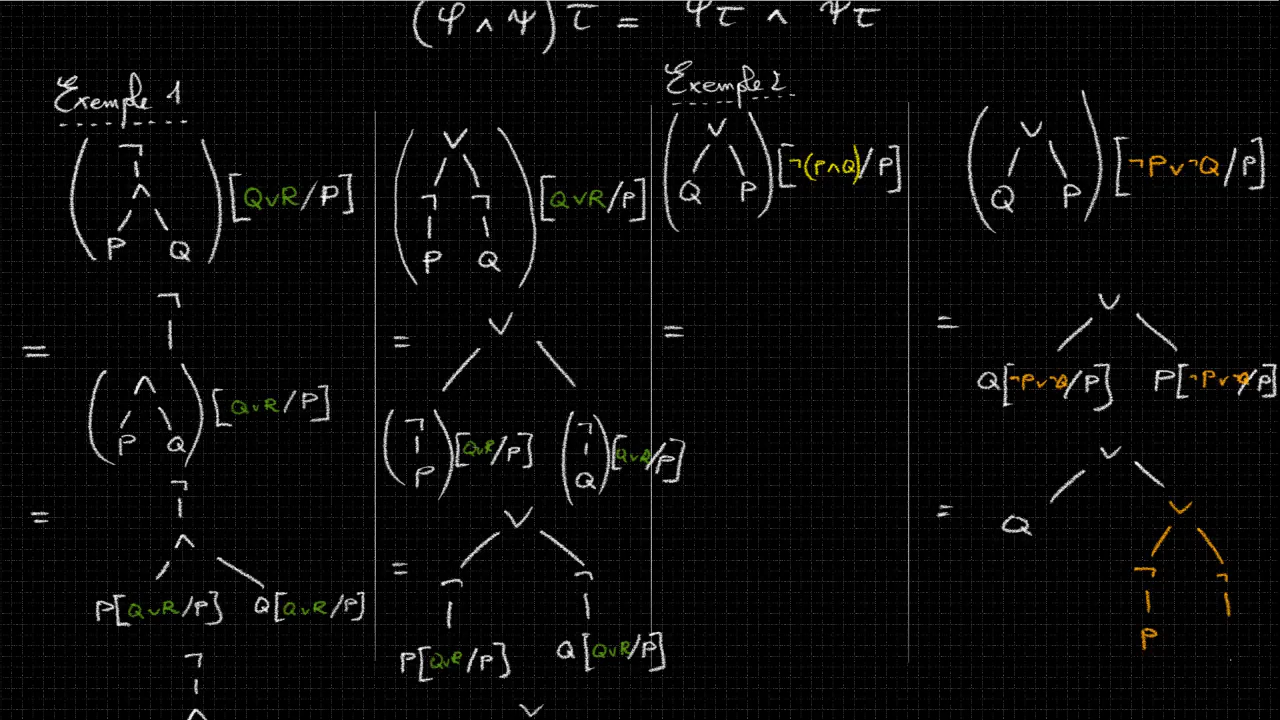 (φ ∧ ψ) τ = φτ ∧ ψτ
Exemple 1
¬
∧
P Q
[Q∨R/P]
=
¬
∧
P Q
[Q∨R/P]
=
¬
∧
P[Q∨R/P] Q[Q∨R/P]
¬
∧
∨
¬ ¬
P Q
[Q∨R/P]
=
∨
¬ ¬
P [Q∨R/P] Q [Q∨R/P]
=
∨
¬ ¬
P[Q∨R/P] Q[Q∨R/P]
∨
Exemple 2
∨
Q P
[¬(P∧Q)/P]
=
∨
Q P
[¬P∨¬Q/P]
=
∨
Q[¬P∨¬Q/P] P[¬P∨¬Q/P]
=
∨
Q ∨
¬ ¬
P